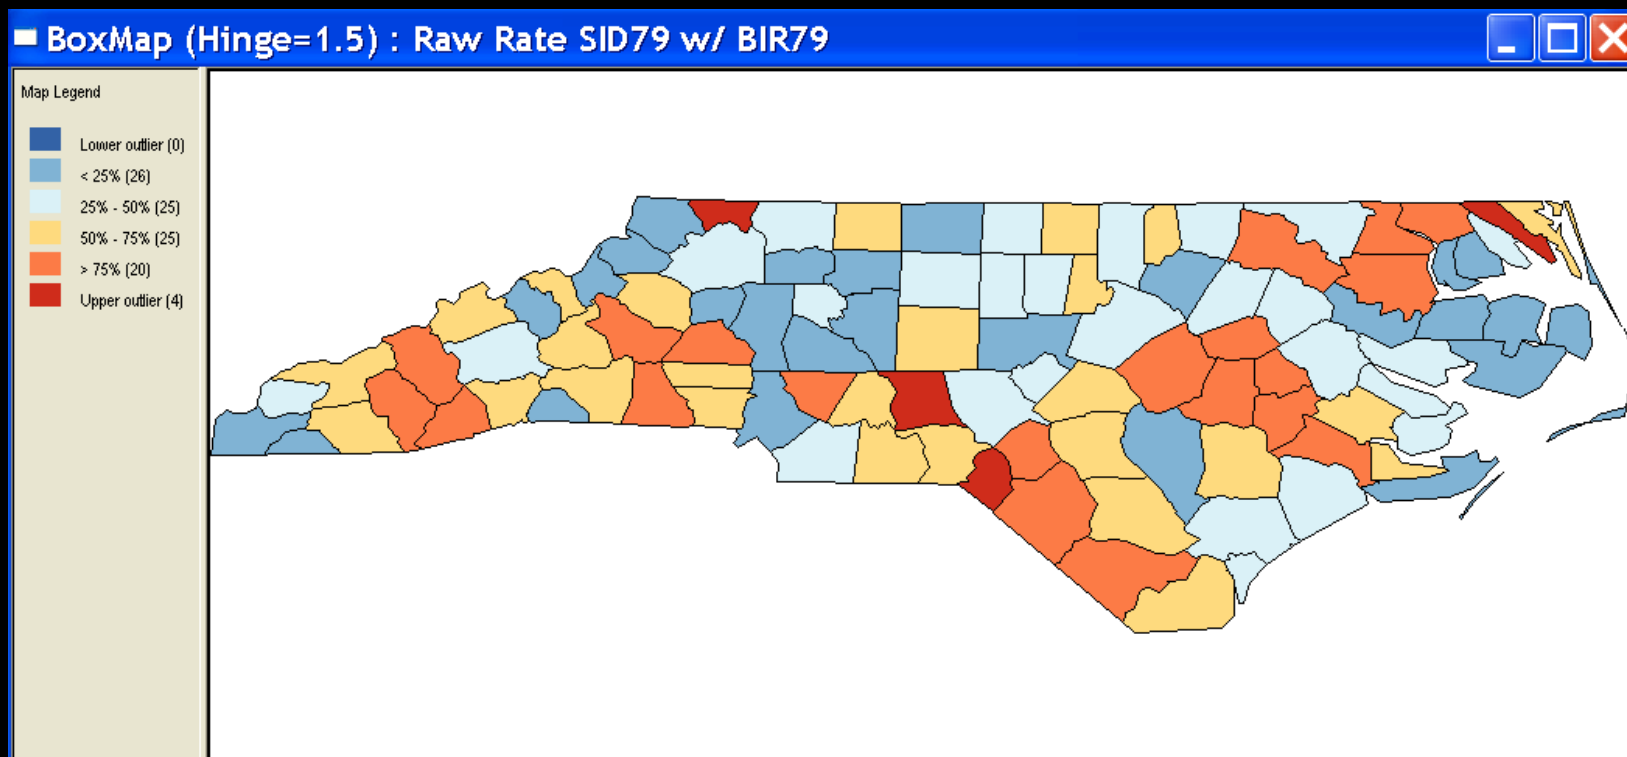 BoxMap (Hinge=1.5) : Raw Rate SID79 w/ BIR79
Map Legend
Lower outlier (0)
< 25% (26)
25% - 50% (25)
50% - 75% (25)
> 75% (20)
Upper outlier (4)